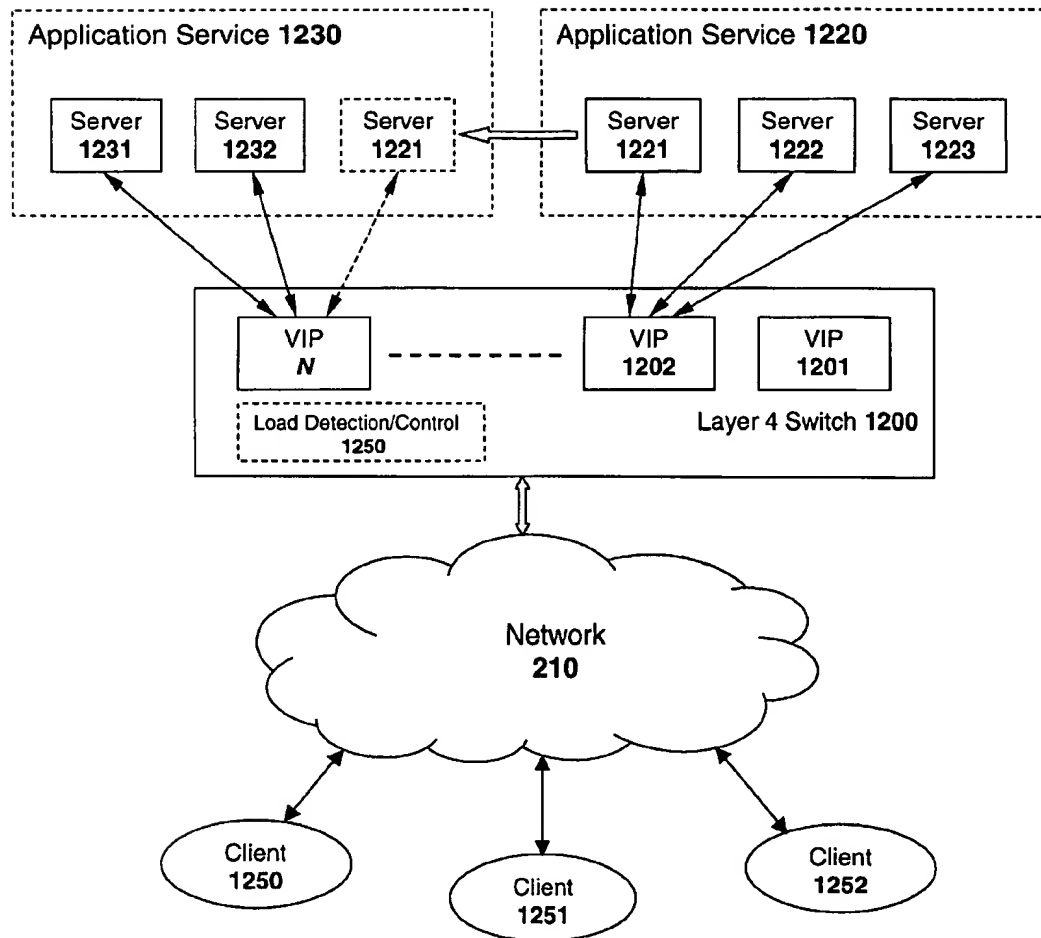 Application Service 1230
Application Service 1220
Server
1231
Server
1232
Server
1221
Server
1221
Server
1222
Server
1223
VIP
N
VIP
1202
VIP
1201
Load Detection/Control
1250
Layer 4 Switch 1200
Network
210
Client
1250
Client
1251
Client
1252